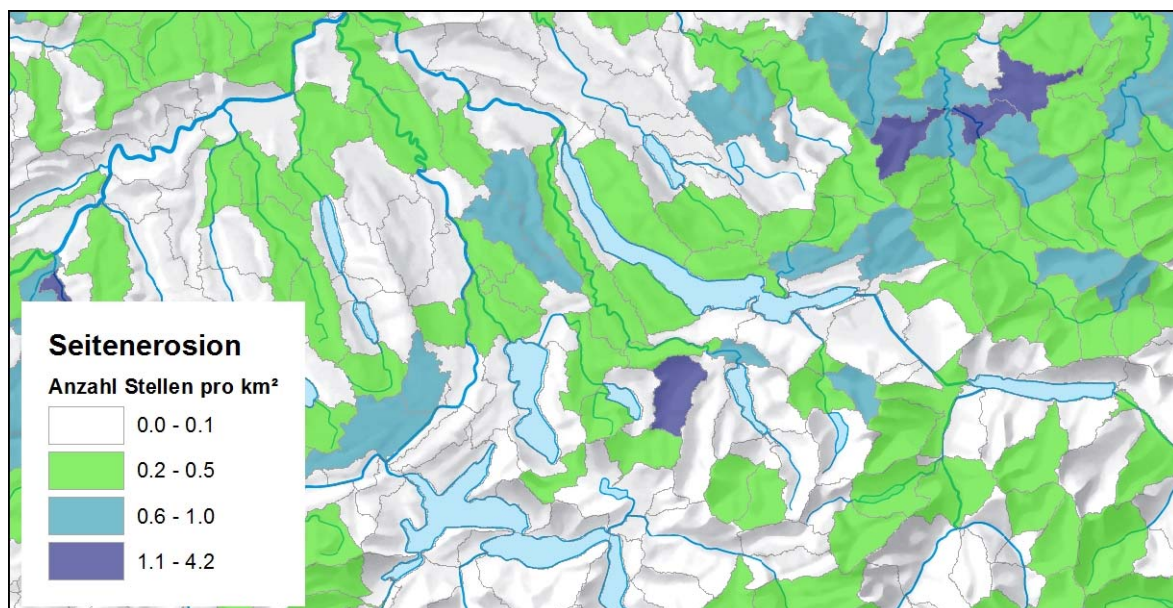 Seitenerosion
Anzahl Stellen pro km²
0.0 - 0.1
0.2 - 0.5
0.6 - 1.0
1.1 - 4.2